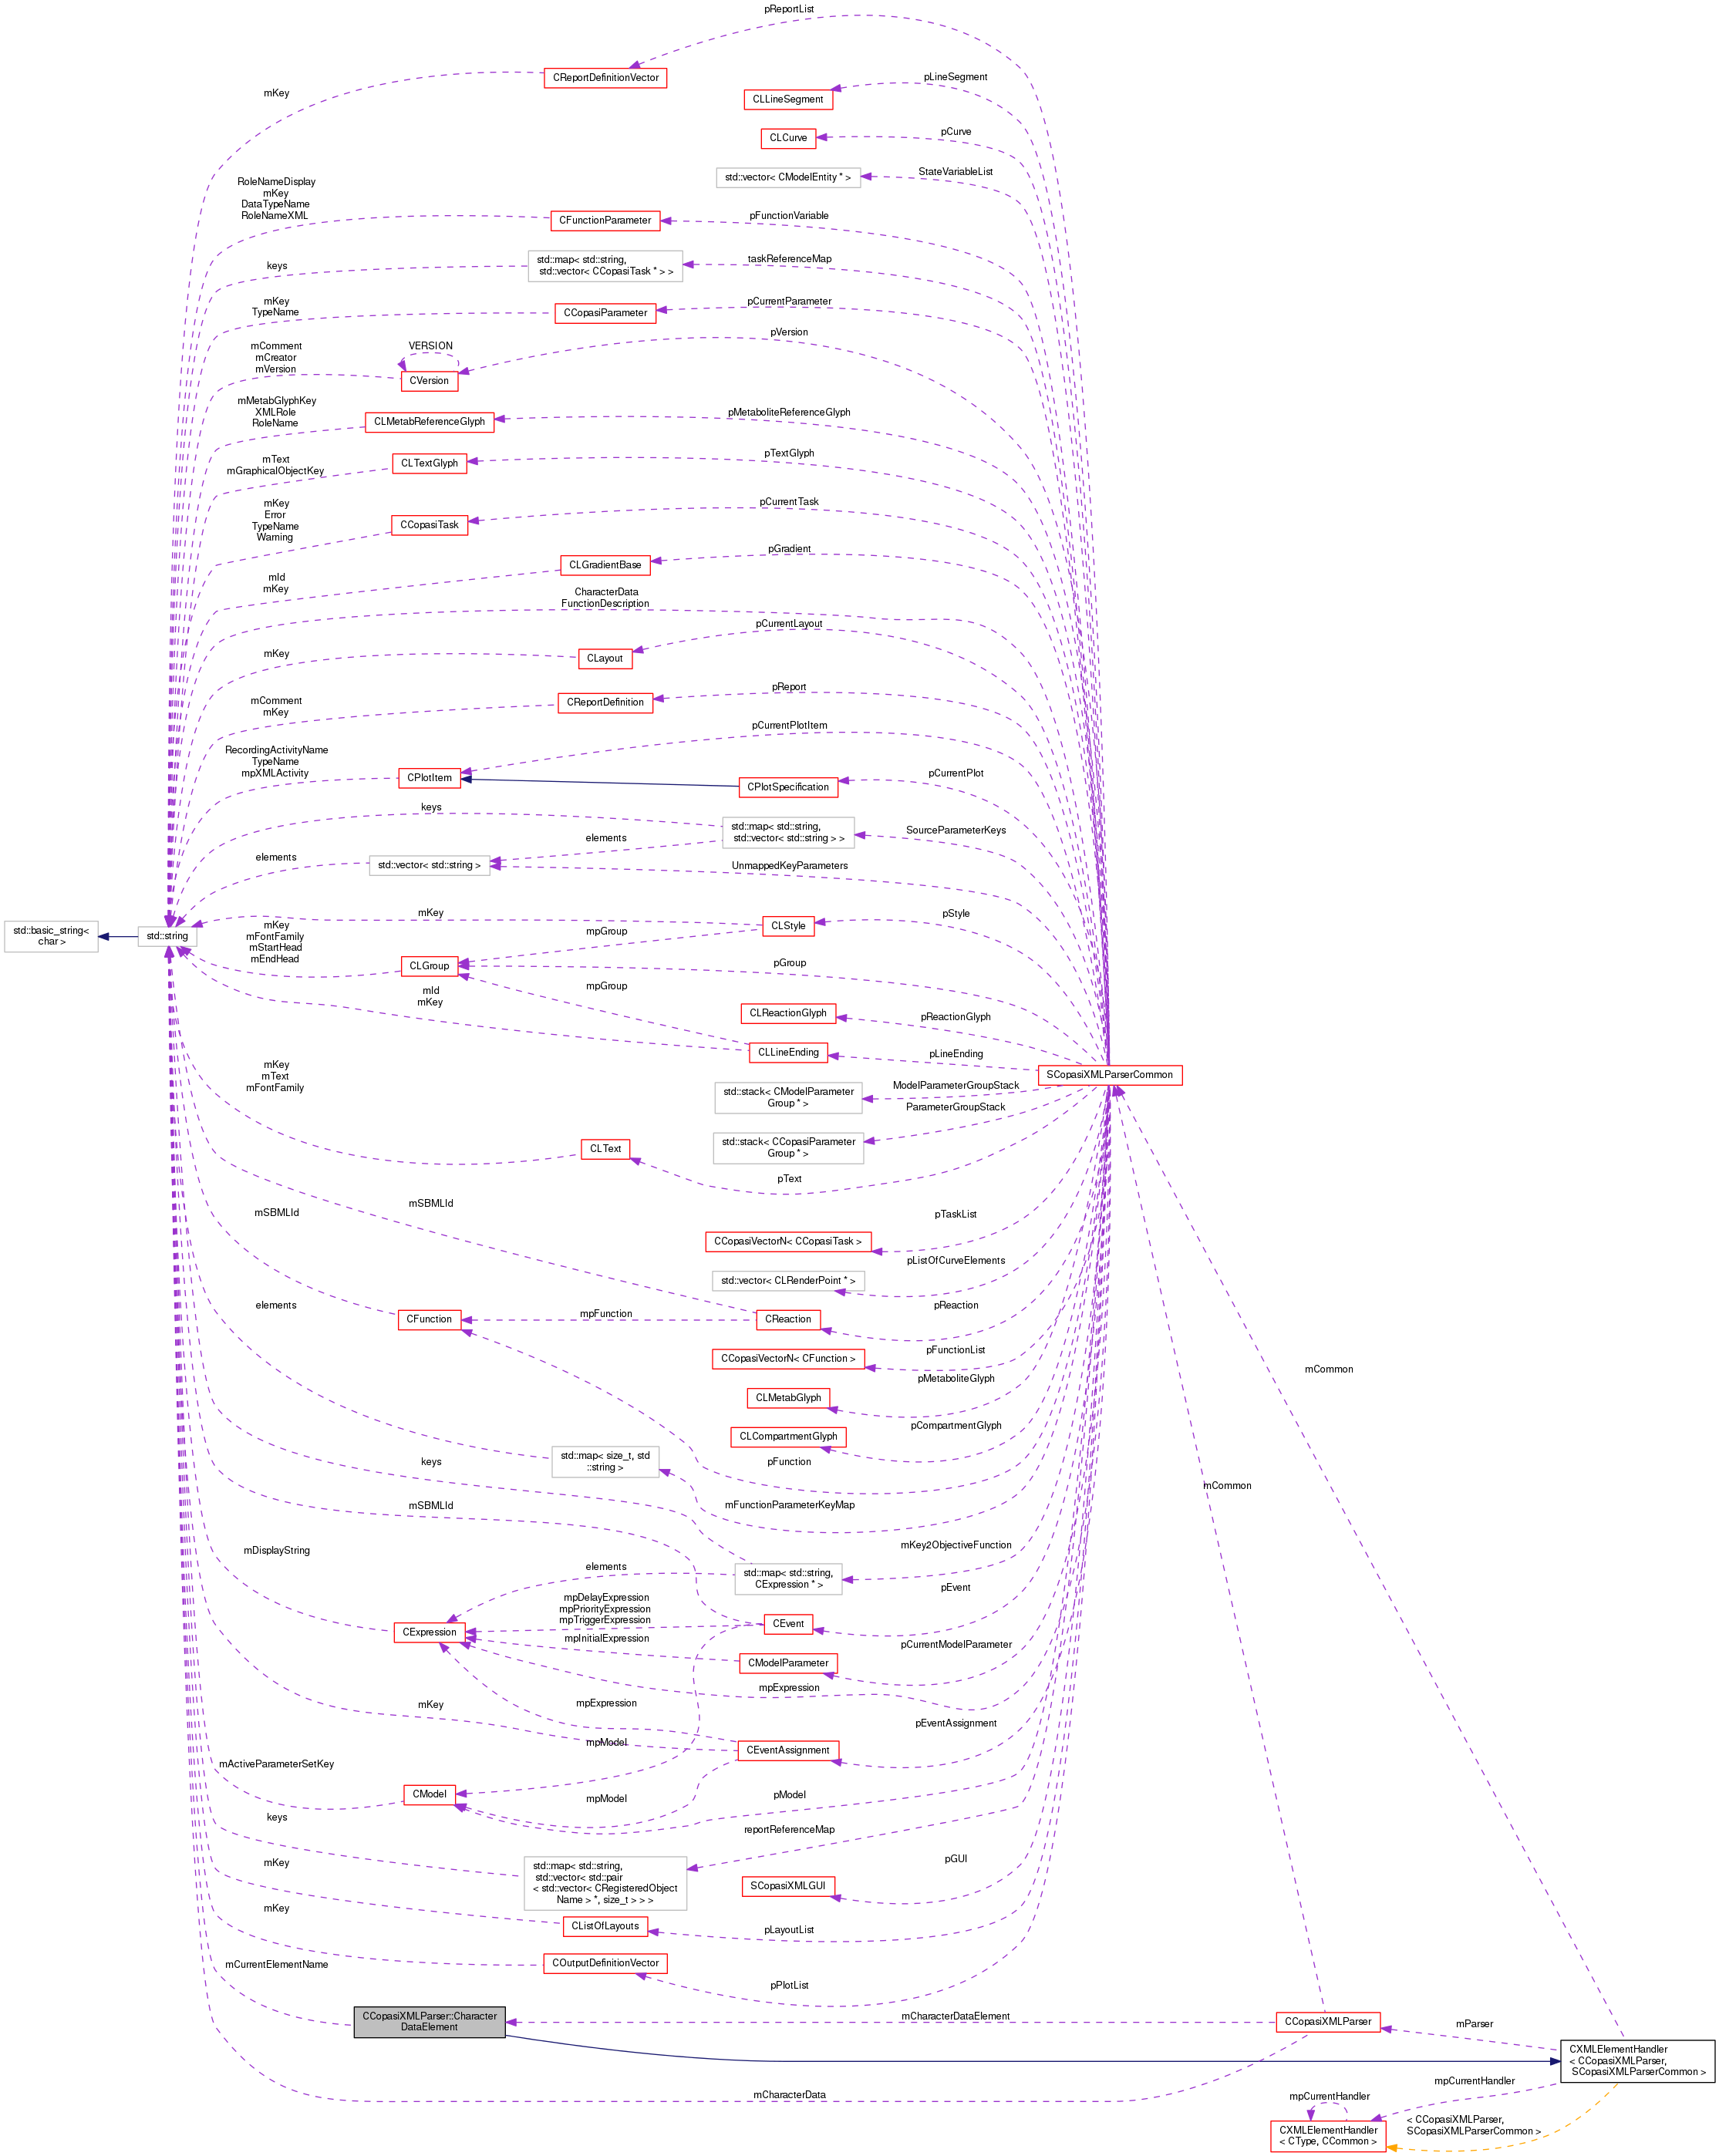 pReportList
CReportDefinitionVector
mKey
pLineSegment
CLLineSegment
pCurve
CLCurve
StateVariableList
std::vector< CModelEntity * >
RoleNameDisplay
mKey
DataTypeName
RoleNameXML
CFunctionParameter
pFunctionVariable
keys
std::map< std::string,
std::vector< CCopasiTask * > >
taskReferenceMap
mKey
TypeName
CCopasiParameter
pCurrentParameter
mComment
mCreator
mVersion
VERSION
CVersion
pVersion
mMetabGlyphKey
XMLRole
RoleName
CLMetabReferenceGlyph
pMetaboliteReferenceGlyph
mText
mGraphicalObjectKey
CLTextGlyph
pTextGlyph
mKey
Error
TypeName
Warning
CCopasiTask
pCurrentTask
mId
mKey
CLGradientBase
pGradient
CharacterData
FunctionDescription
mKey
CLayout
pCurrentLayout
mComment
mKey
CReportDefinition
pReport
RecordingActivityName
TypeName
mpXMLActivity
CPlotItem
pCurrentPlotItem
CPlotSpecification
pCurrentPlot
keys
std::map< std::string,
std::vector< std::string > >
SourceParameterKeys
elements
elements
std::vector< std::string >
UnmappedKeyParameters
std::basic_string<
char >
std::string
mKey
CLStyle
pStyle
mKey
mFontFamily
mStartHead
mEndHead
mpGroup
CLGroup
pGroup
mId
mKey
mpGroup
CLReactionGlyph
pReactionGlyph
CLLineEnding
pLineEnding
SCopasiXMLParserCommon
std::stack< CModelParameter
Group * >
ModelParameterGroupStack
mKey
mText
mFontFamily
std::stack< CCopasiParameter
Group * >
ParameterGroupStack
CLText
pText
mSBMLId
mSBMLId
CCopasiVectorN< CCopasiTask >
pTaskList
std::vector< CLRenderPoint * >
pListOfCurveElements
elements
CFunction
mpFunction
CReaction
pReaction
CCopasiVectorN< CFunction >
pFunctionList
mCommon
CLMetabGlyph
pMetaboliteGlyph
CLCompartmentGlyph
pCompartmentGlyph
keys
std::map< size_t, std
::string >
pFunction
mCommon
mFunctionParameterKeyMap
mSBMLId
mDisplayString
elements
std::map< std::string,
CExpression * >
mKey2ObjectiveFunction
mpDelayExpression
mpPriorityExpression
mpTriggerExpression
CEvent
pEvent
CExpression
mpInitialExpression
CModelParameter
pCurrentModelParameter
mKey
mpExpression
mpExpression
mpModel
CEventAssignment
pEventAssignment
mActiveParameterSetKey
CModel
mpModel
pModel
keys
std::map< std::string,
std::vector< std::pair
< std::vector< CRegisteredObject
Name > *, size_t > > >
reportReferenceMap
SCopasiXMLGUI
pGUI
mKey
CListOfLayouts
pLayoutList
mKey
COutputDefinitionVector
pPlotList
mCurrentElementName
CCopasiXMLParser::Character
DataElement
mCharacterDataElement
CCopasiXMLParser
mParser
CXMLElementHandler
< CCopasiXMLParser,
SCopasiXMLParserCommon >
mCharacterData
mpCurrentHandler
mpCurrentHandler
CXMLElementHandler
< CType, CCommon >
< CCopasiXMLParser,
SCopasiXMLParserCommon >